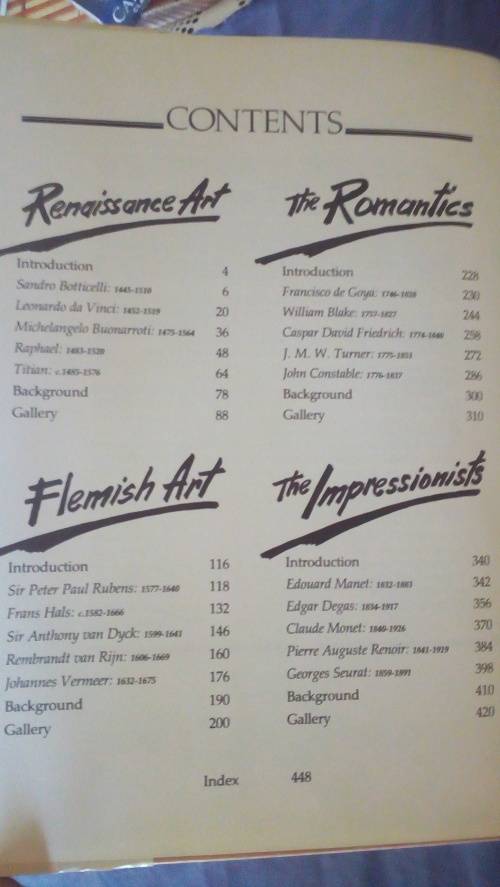 CONTENTS
Renaissance Art
Introduction 4
Sandro Botticelli: 1445-1510 6
Leonardo da Vinci: 1452-1519 20
Michelangelo Buonarroti: 1475-1564 36
Raphael: 1483-1520 48
Titian: c.1485-1576 64
Background 78
Gallery 88
The Romantics
Introduction 228
Francisco de Goya: 1746-1828 230
William Blake: 1757-1827 244
Caspar David Friedrich: 1774-1840 258
J. M. W. Turner: 1775-1851 272
John Constable: 1776-1837 286
Background 300
Gallery 310
Flemish Art
Introduction 116
Sir Peter Paul Rubens: 1577-1640 118
Frans Hals: c.1582-1666 132
Sir Anthony van Dyck: 1599-1641 146
Rembrandt van Rijn: 1606-1669 160
Johannes Vermeer: 1632-1675 176
Background 190
Gallery 200
The Impressionists
Introduction 340
Edouard Manet: 1832-1883 342
Edgar Degas: 1834-1917 356
Claude Monet: 1840-1926 370
Pierre Auguste Renoir: 1841-1919 384
Georges Seurat: 1859-1891 398
Background 410
Gallery 420
Index 448